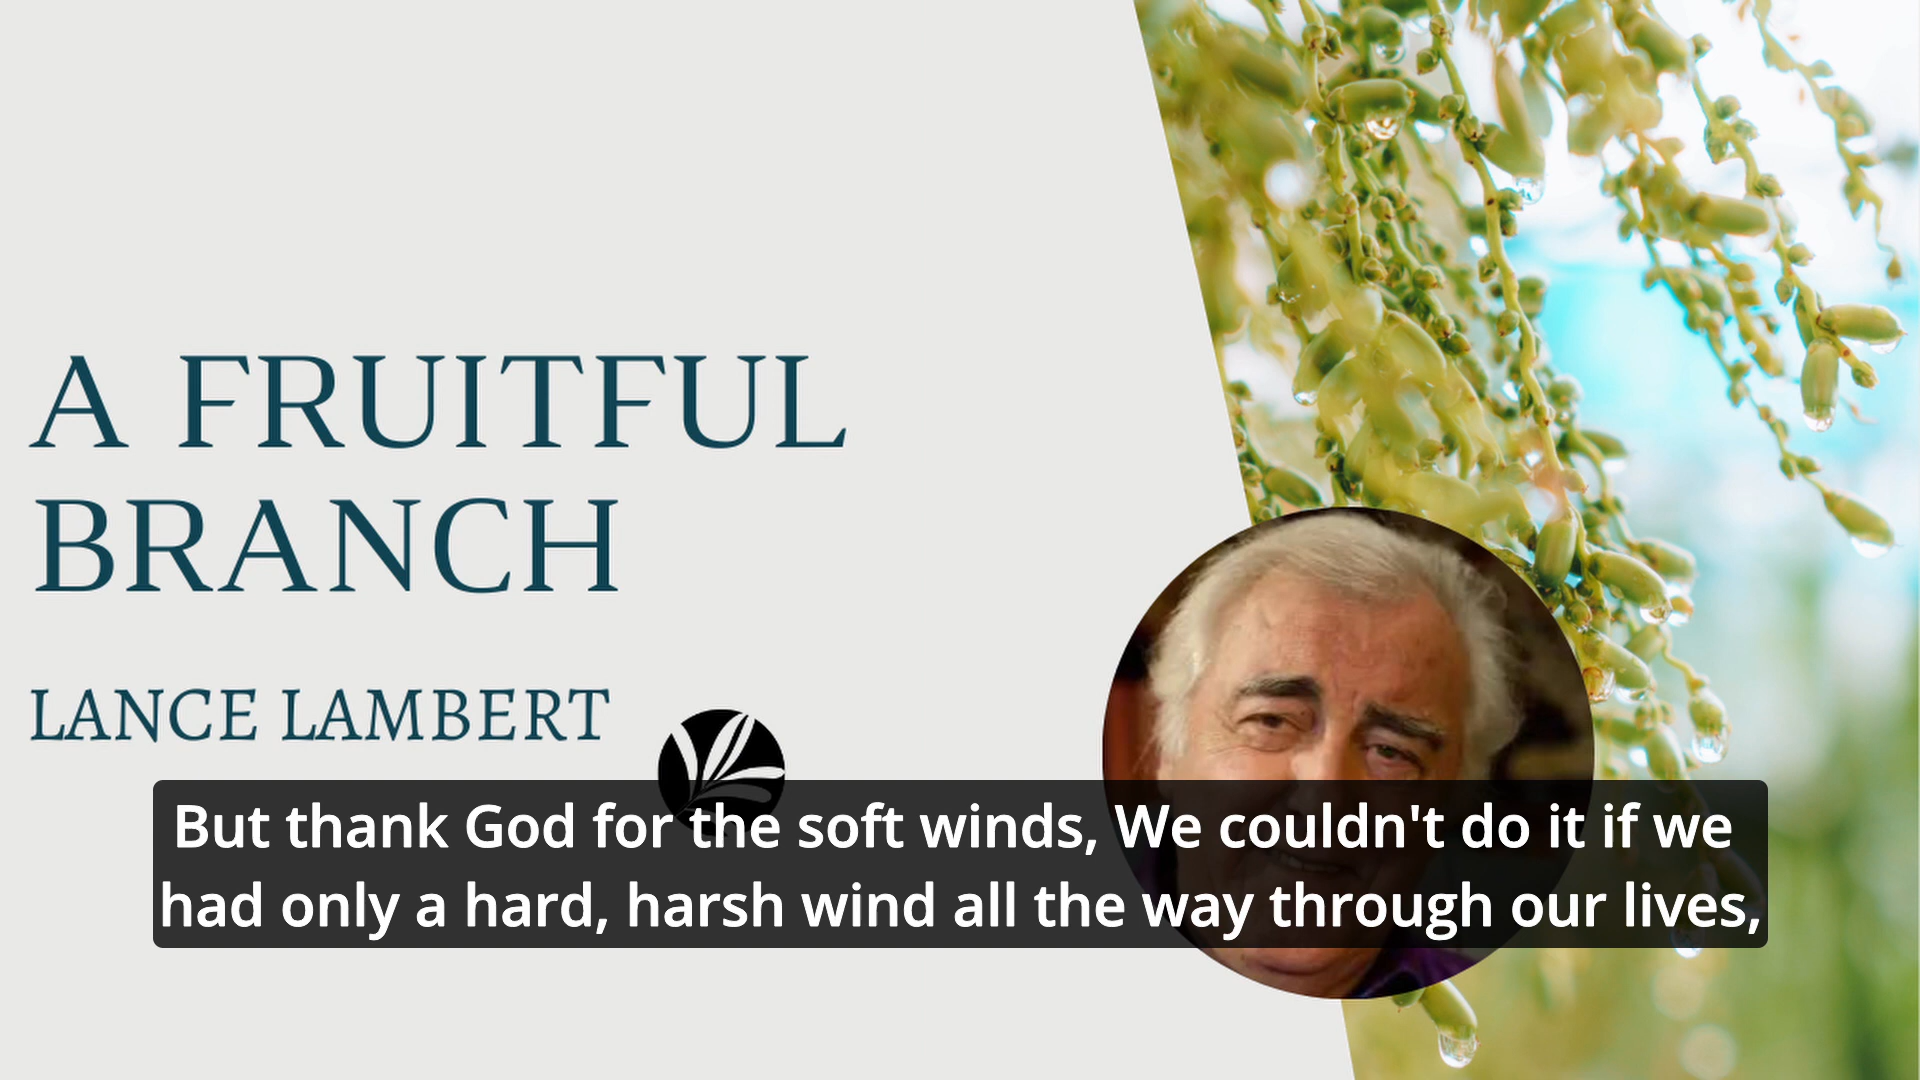 A FRUITFUL
BRANCH
LANCE LAMBERT
But thank God for the soft winds, We couldn't do it if we
had only a hard, harsh wind all the way through our lives,